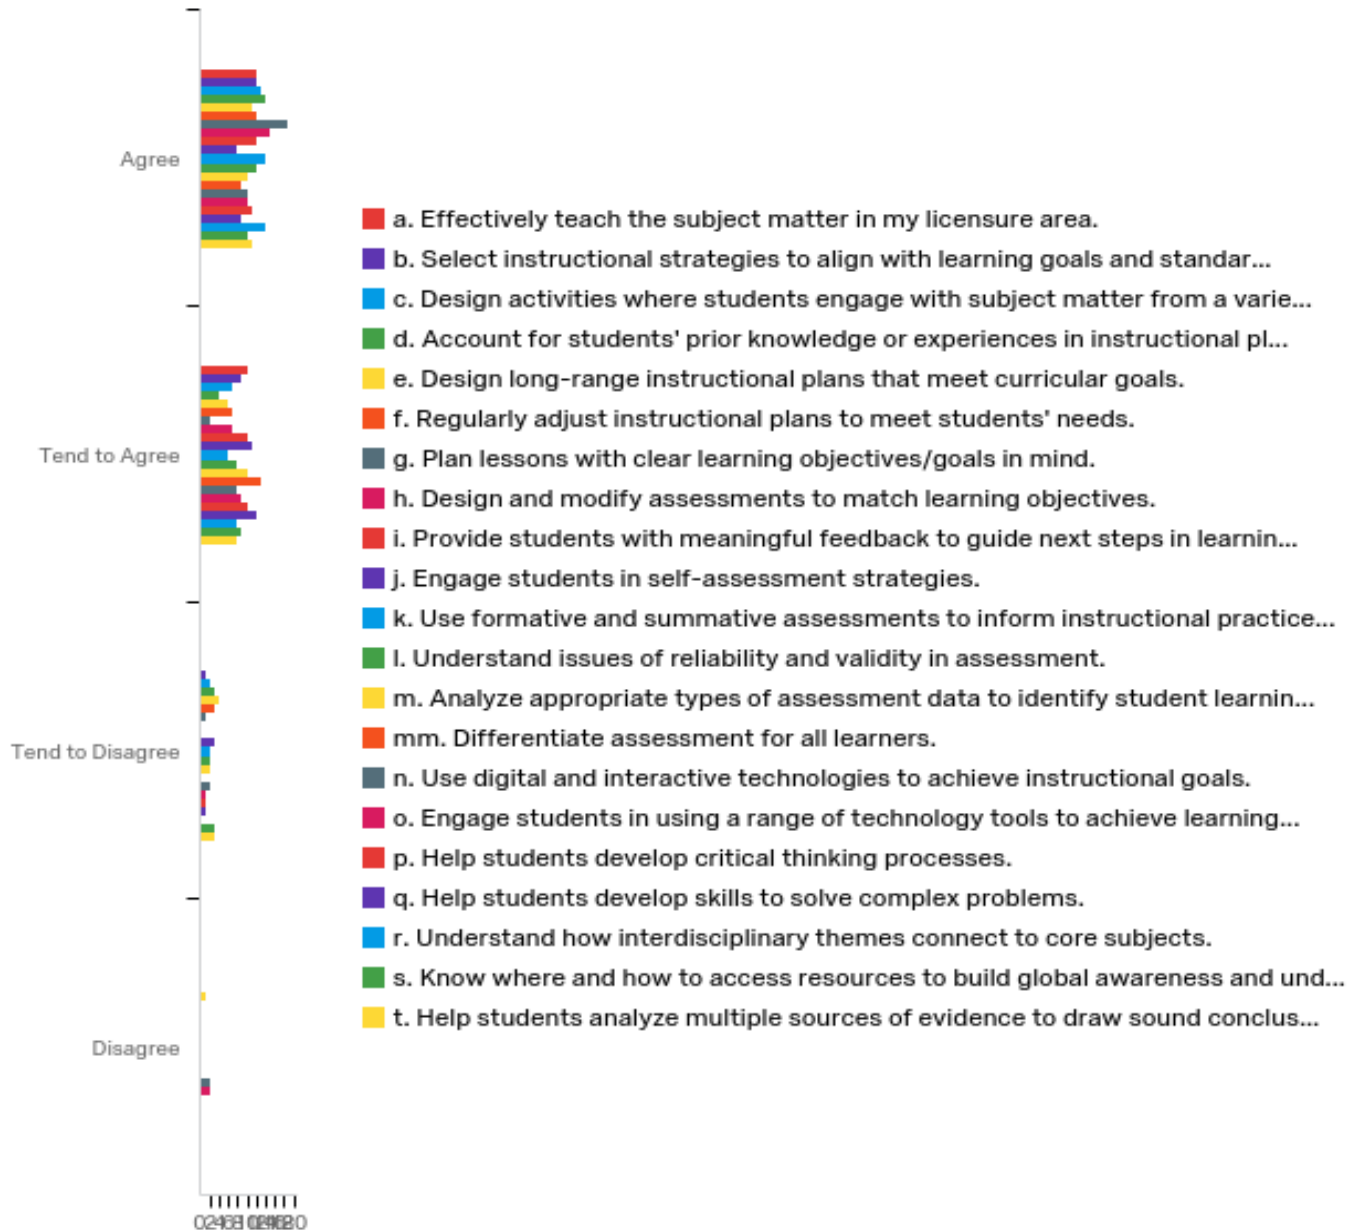 Agree
Tend to Agree
Tend to Disagree
Disagree
a. Effectively teach the subject matter in my licensure area.
b. Select instructional strategies to align with learning goals and standar...
c. Design activities where students engage with subject matter from a varie...
d. Account for students' prior knowledge or experiences in instructional pl...
e. Design long-range instructional plans that meet curricular goals.
f. Regularly adjust instructional plans to meet students' needs.
g. Plan lessons with clear learning objectives/goals in mind.
h. Design and modify assessments to match learning objectives.
i. Provide students with meaningful feedback to guide next steps in learnin...
j. Engage students in self-assessment strategies.
k. Use formative and summative assessments to inform instructional practice...
l. Understand issues of reliability and validity in assessment.
m. Analyze appropriate types of assessment data to identify student learnin...
mm. Differentiate assessment for all learners.
n. Use digital and interactive technologies to achieve instructional goals.
o. Engage students in using a range of technology tools to achieve learning...
p. Help students develop critical thinking processes.
q. Help students develop skills to solve complex problems.
r. Understand how interdisciplinary themes connect to core subjects.
s. Know where and how to access resources to build global awareness and und...
t. Help students analyze multiple sources of evidence to draw sound conclus...